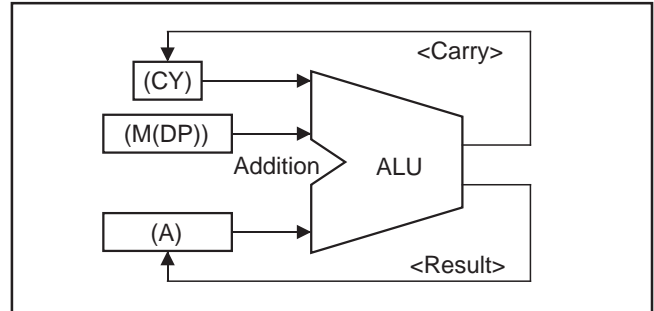 <Carry>
(CY)
(M(DP))
Addition
ALU
(A)
<Result>